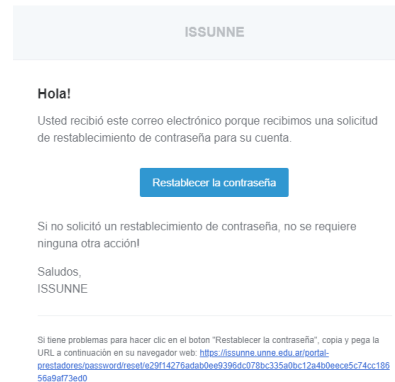 ISSUNNE
Hola!
Usted recibió este correo electrónico porque recibimos una solicitud
de restablecimiento de contraseña para su cuenta.
Restablecer la contraseña
Si no solicitó un restablecimiento de contraseña, no se requiere
ninguna otra acción!
Saludos,
ISSUNNE
Si tiene problemas para hacer clic en el boton "Restablecer la contraseña", copia y pega la
URL a continuación en su navegador web: https://issunne.unne.edu.ar/portal-
prestadores/password/reset/e29f14276adab0ee9396dc078bc335a0bc12a4b0eece5c74cc186
56a9af73ed0